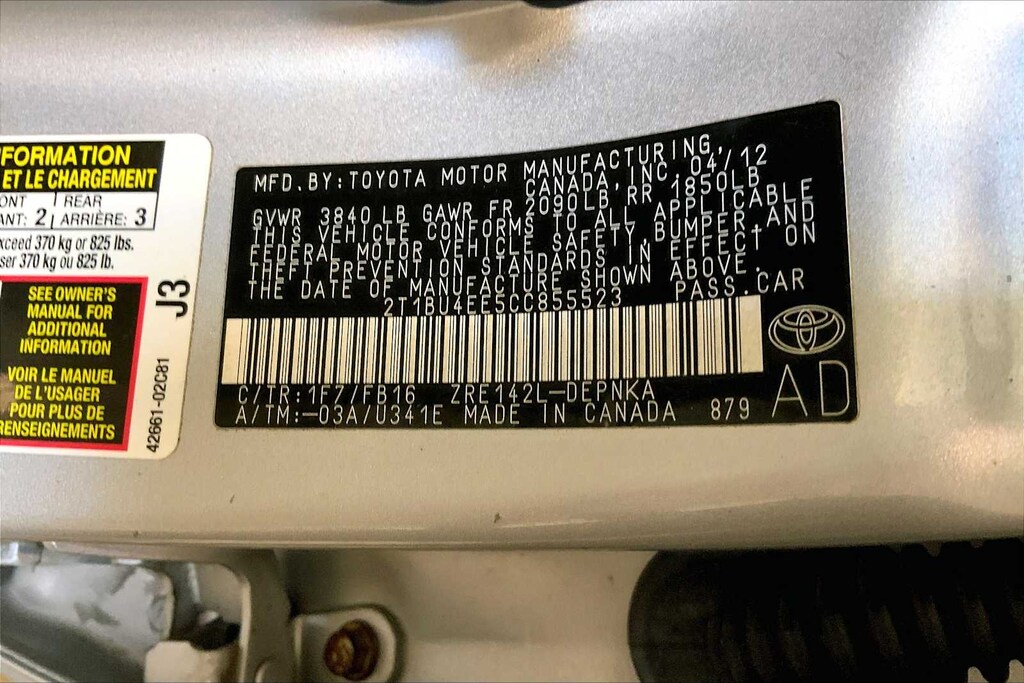 FORMATION
ET LE CHARGEMENT
ONT REAR
ANT: 2 ARRIÈRE: 3
xceed 370 kg or 825 lbs.
ser 370 kg ou 825 lb.
SEE OWNER'S
MANUAL FOR
ADDITIONAL
INFORMATION
VOIR LE MANUEL
DE L'USAGER
POUR PLUS DE
RENSEIGNEMENTS
J3
42661-02C81
MFD.BY:TOYOTA MOTOR MANUFACTURING,
CANADA,INC.04/12
GVWR 3840LB GAWR FR 2090LB,RR 1850LB
THIS VEHICLE CONFORMS TO ALL APPLICABLE
FEDERAL MOTOR VEHICLE SAFETY,BUMPER,AND
THEFT PREVENTION STANDARDS IN EFFECT ON
THE DATE OF MANUFACTURE SHOWN ABOVE.
2T1BU4EE5CC855523 PASS.CAR
C/TR:1F7/FB16 ZRE142L-DEPNKA
A/TM:-03A/U341E MADE IN CANADA 879
AD